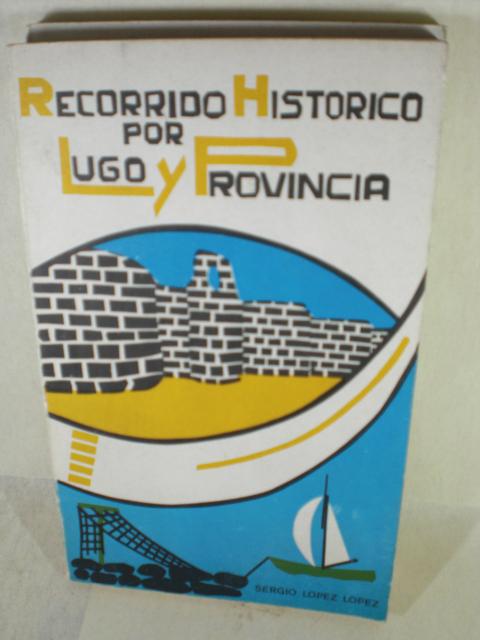 RECORRIDO HISTORICO
POR
LUGO Y PROVINCIA
SERGIO LOPEZ LOPEZ